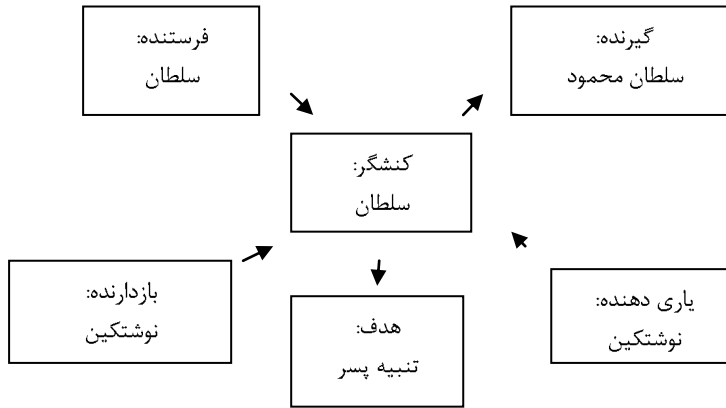 گیرنده:
سلطان محمود
فرستنده:
سلطان
کنشگر:
سلطان
یاری دهنده:
نوشتکین
هدف:
تنبیه پسر
بازدارنده:
نوشتکین